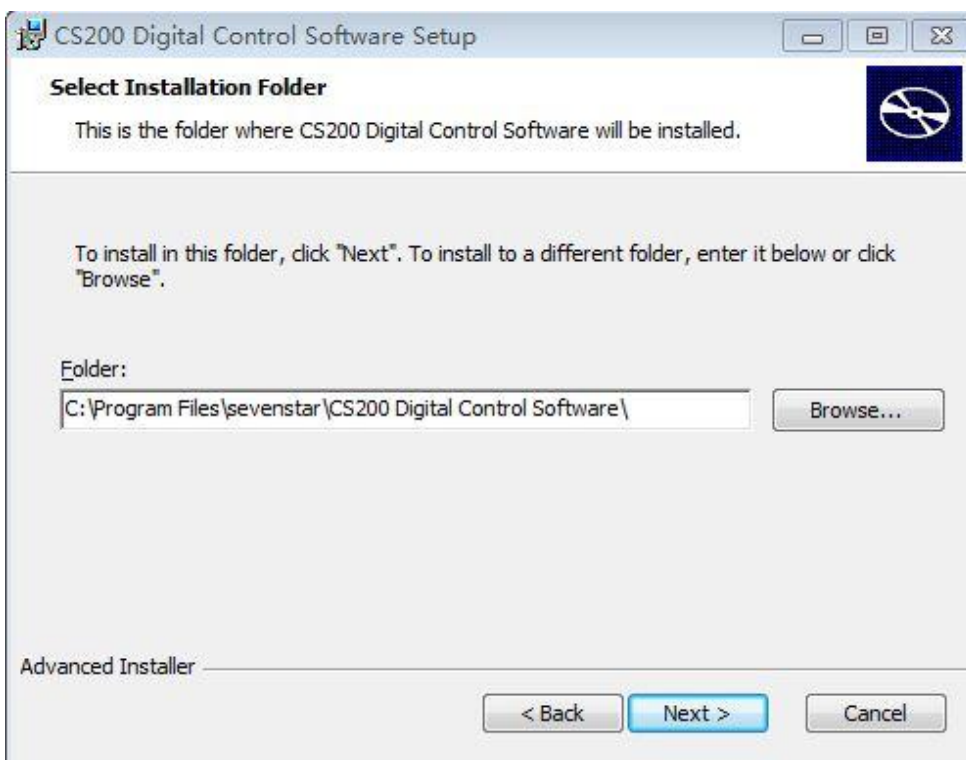 CS200 Digital Control Software Setup
Select Installation Folder
This is the folder where CS200 Digital Control Software will be installed.
To install in this folder, click "Next". To install to a different folder, enter it below or click
"Browse".
Folder:
C:\Program Files\sevenstar\CS200 Digital Control Software\
Browse...
Advanced Installer
< Back
Next >
Cancel